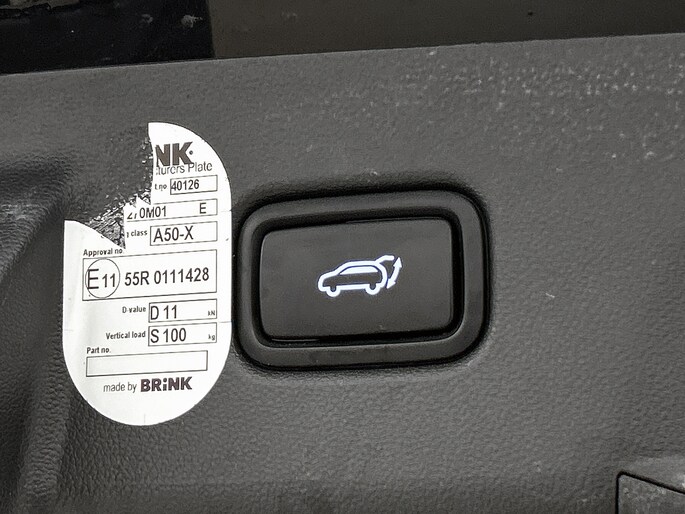 NK
turers Plate
t.no 40126
270M01 E
g class A50-X
Approval no
E11 55R 0111428
D value D 11 kN
Vertical load S 100 kg
Part no.
made by BRiNK